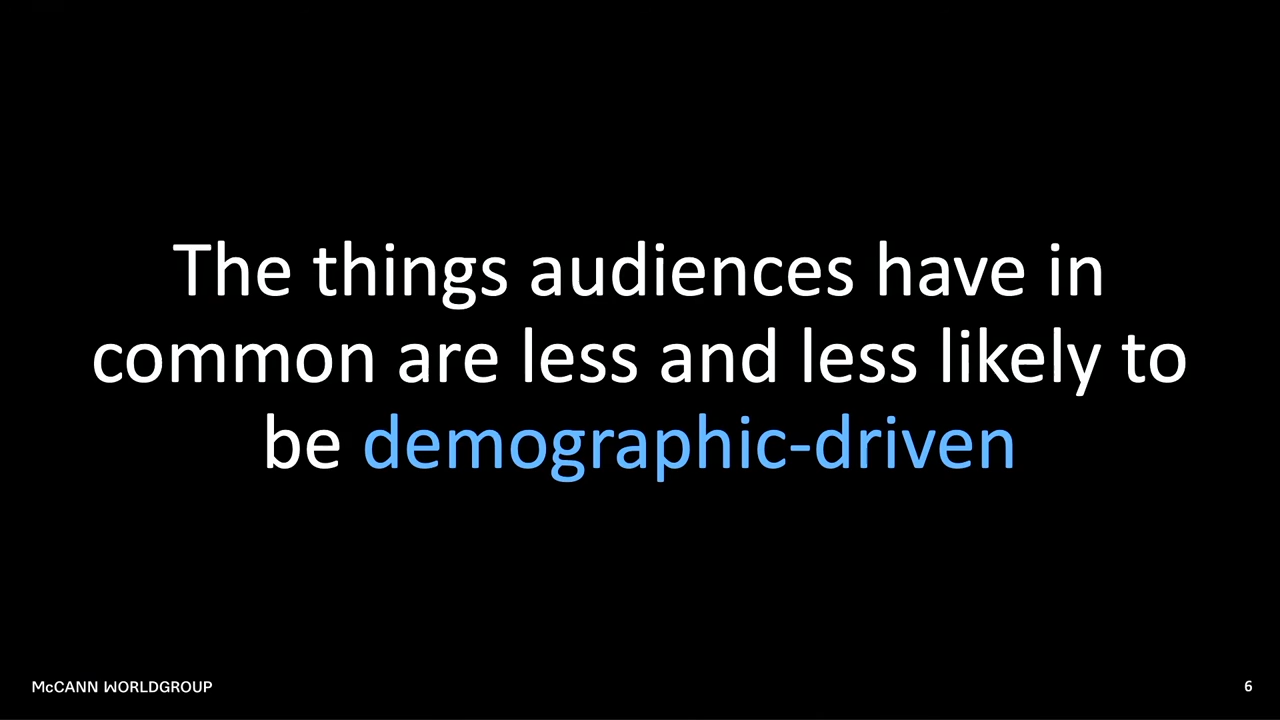 The things audiences have in
common are less and less likely to
be demographic-driven
McCANN WORLDGROUP
6